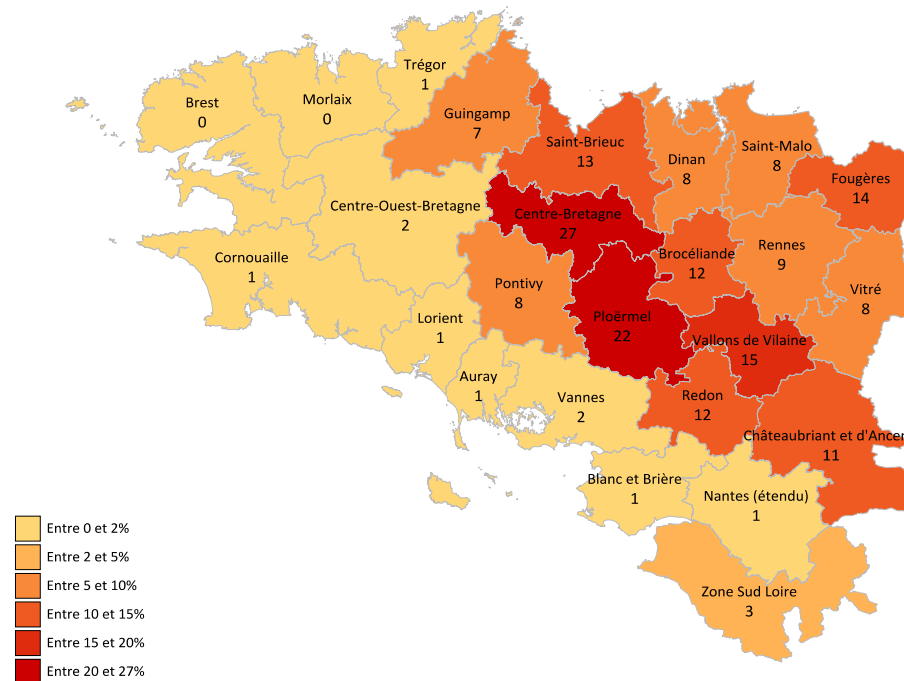 Trégor
1
Brest
0
Morlaix
0
Guingamp
7
Saint-Brieuc
13
Dinan
8
Saint-Malo
8
Fougères
14
Centre-Ouest-Bretagne
2
Centre-Bretagne
27
Brocéliande
12
Rennes
9
Vitré
8
Cornouaille
1
Pontivy
8
Lorient
1
Ploërmel
22
Vallons de Vilaine
15
Auray
1
Vannes
2
Redon
12
Châteaubriant et d'Ancen
11
Blanc et Brière
1
Nantes (étendu)
1
Zone Sud Loire
3
Entre 0 et 2%
Entre 2 et 5%
Entre 5 et 10%
Entre 10 et 15%
Entre 15 et 20%
Entre 20 et 27%